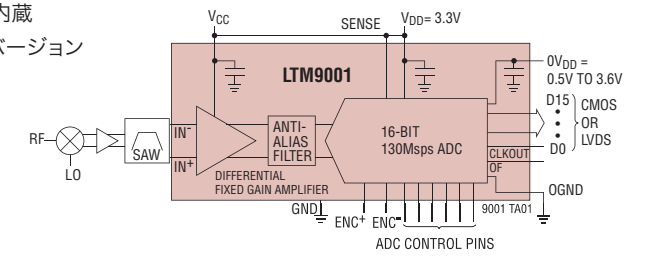 内蔵
バージョン
VCC
SENSE
VDD= 3.3V
LTM9001
0VDD =
0.5V TO 3.6V
RF
LO
SAW
IN-
IN+
ANTI-
ALIAS
FILTER
DIFFERENTIAL
FIXED GAIN AMPLIFIER
16-BIT
130Msps ADC
CLKOUT
OF
D15
D0
CMOS
OR
LVDS
OGND
GND
ENC+
ENC-
9001 TA01
ADC CONTROL PINS